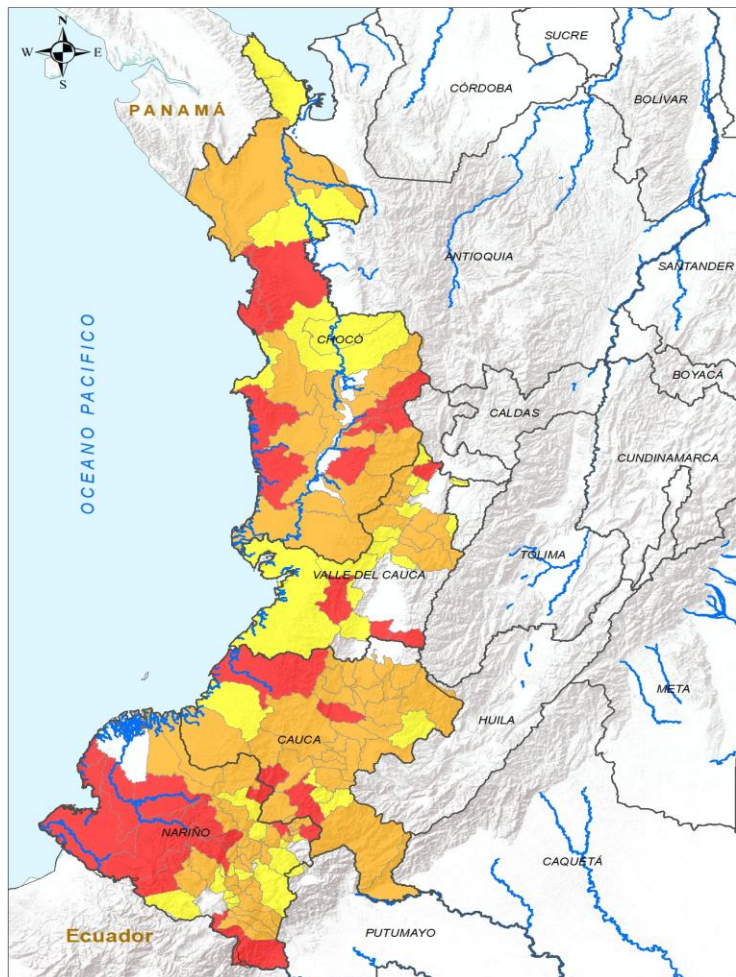 N
W E
S
SUCRE
CÓRDOBA
BOLÍVAR
PANAMÁ
ANTIOQUIA
SANTANDER
OCEANO PACIFICO
CHOCÓ
BOYACÁ
CALDAS
CUNDINAMARCA
TOLIMA
VALLE DEL CAUCA
META
HUILA
CAUCA
NARIÑO
CAQUETÁ
Ecuador
PUTUMAYO